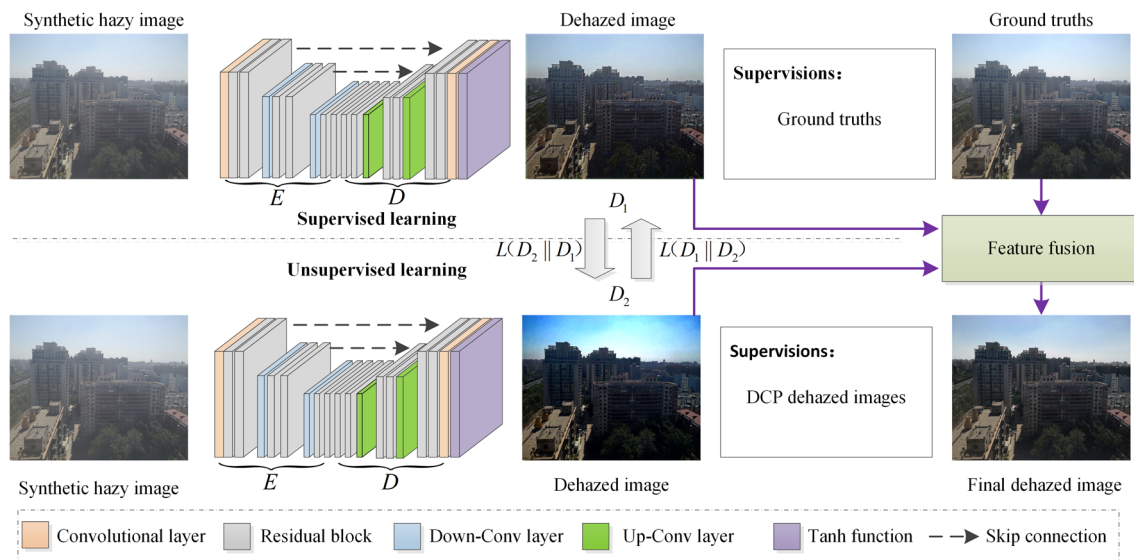 Synthetic hazy image
Dehazed image
Ground truths
Supervisions:
Ground truths
E
D
Supervised learning
D1
L(D2 || D1)
L(D1 || D2)
Feature fusion
Unsupervised learning
D2
Supervisions:
DCP dehazed images
E
D
Synthetic hazy image
Dehazed image
Final dehazed image
Convolutional layer
Residual block
Down-Conv layer
Up-Conv layer
Tanh function
Skip connection